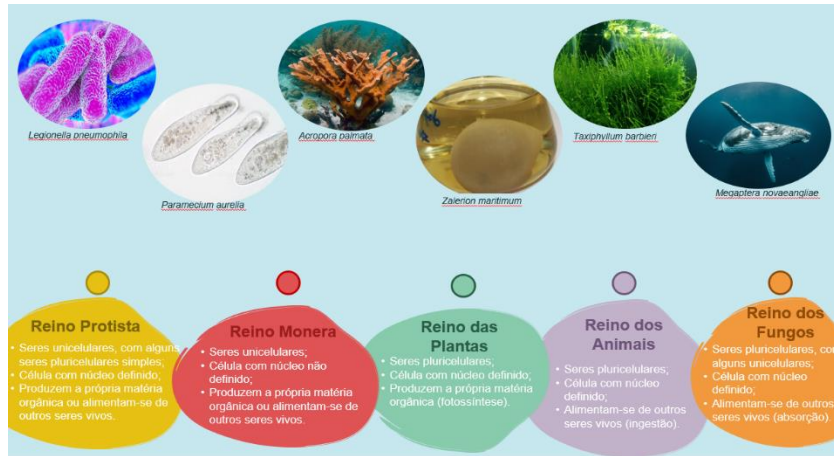 Legionella pneumophila
Paramecium aurelia
Acropora palmata
Zalerion maritimum
Taxiphyllum barbieri
Megaptera novaeangliae
Reino Protista
• Seres unicelulares, com alguns
seres pluricelulares simples;
• Célula com núcleo definido;
• Produzem a própria matéria
orgânica ou alimentam-se de
outros seres vivos.
Reino Monera
• Seres unicelulares;
• Célula com núcleo não
definido;
• Produzem a própria matéria
orgânica ou alimentam-se de
outros seres vivos.
Reino das
Plantas
• Seres pluricelulares;
• Célula com núcleo definido;
• Produzem a própria matéria
orgânica (fotossíntese).
Reino dos
Animais
• Seres pluricelulares;
• Célula com núcleo
definido;
• Alimentam-se de outros
seres vivos (ingestão).
Reino dos
Fungos
• Seres pluricelulares, com
alguns unicelulares;
• Célula com núcleo
definido;
• Alimentam-se de outros
seres vivos (absorção).